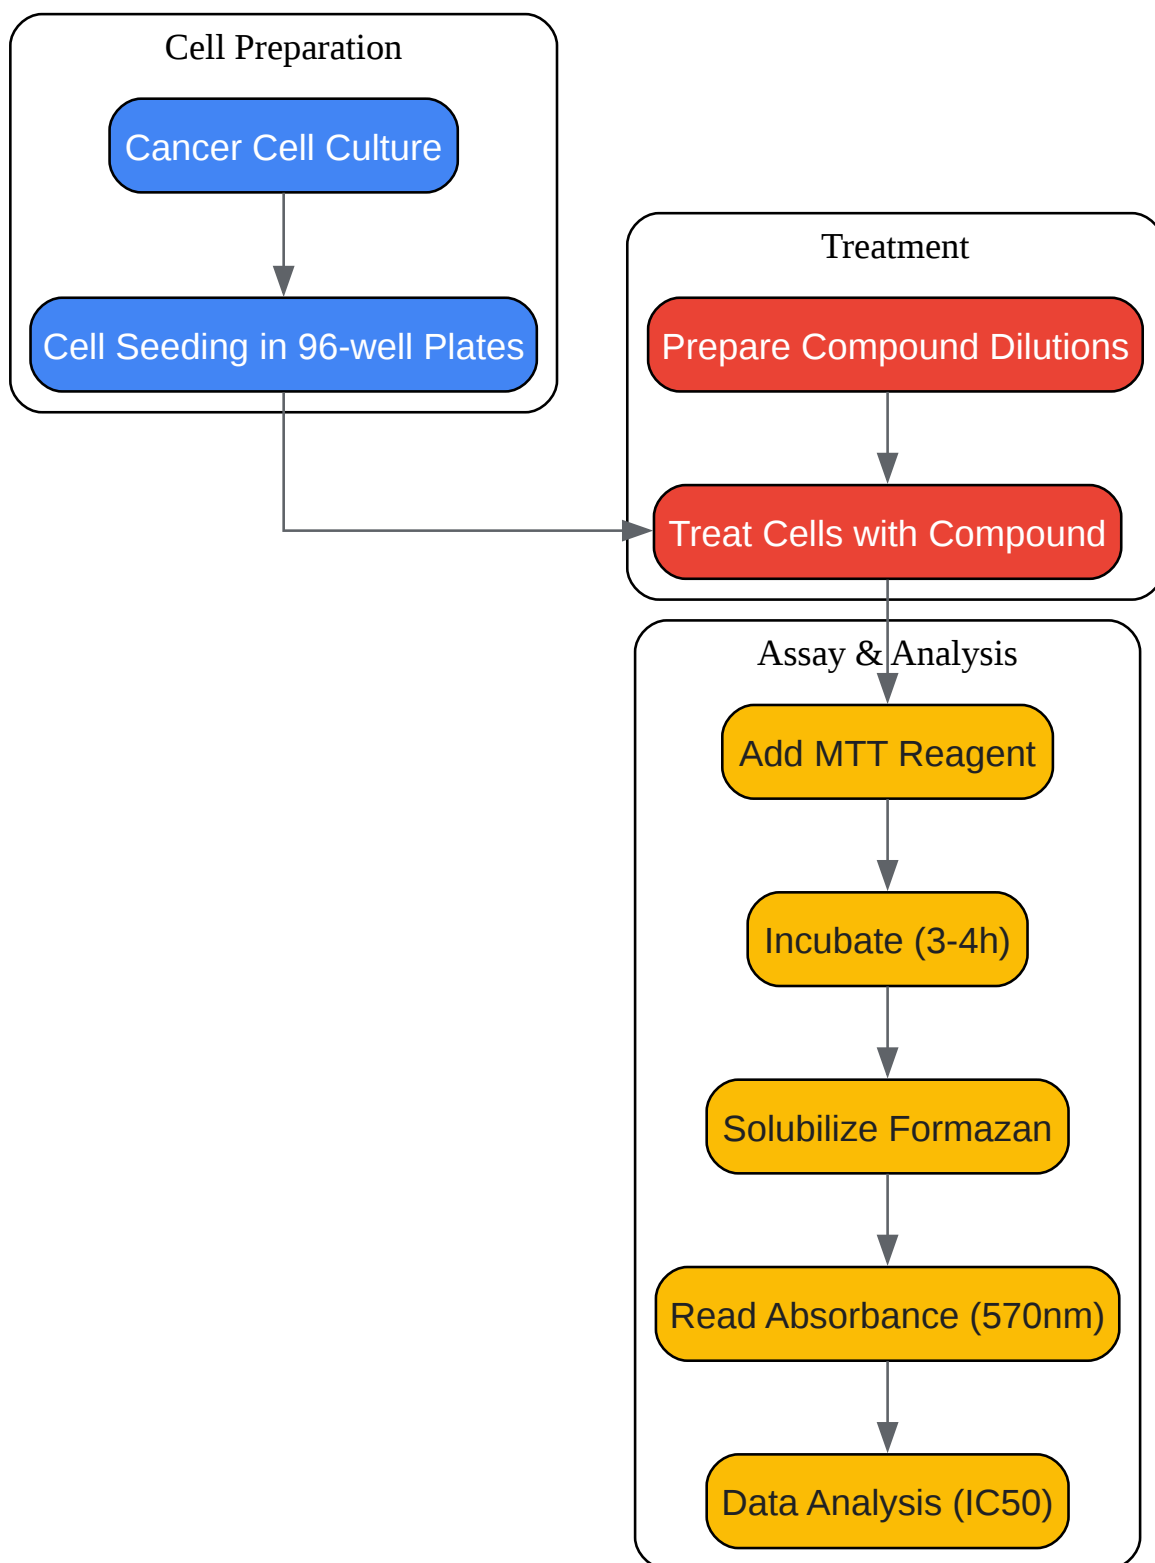 Cell Preparation
Cancer Cell Culture
Cell Seeding in 96-well Plates
Treatment
Prepare Compound Dilutions
Treat Cells with Compound
Assay & Analysis
Add MTT Reagent
Incubate (3-4h)
Solubilize Formazan
Read Absorbance (570nm)
Data Analysis (IC50)